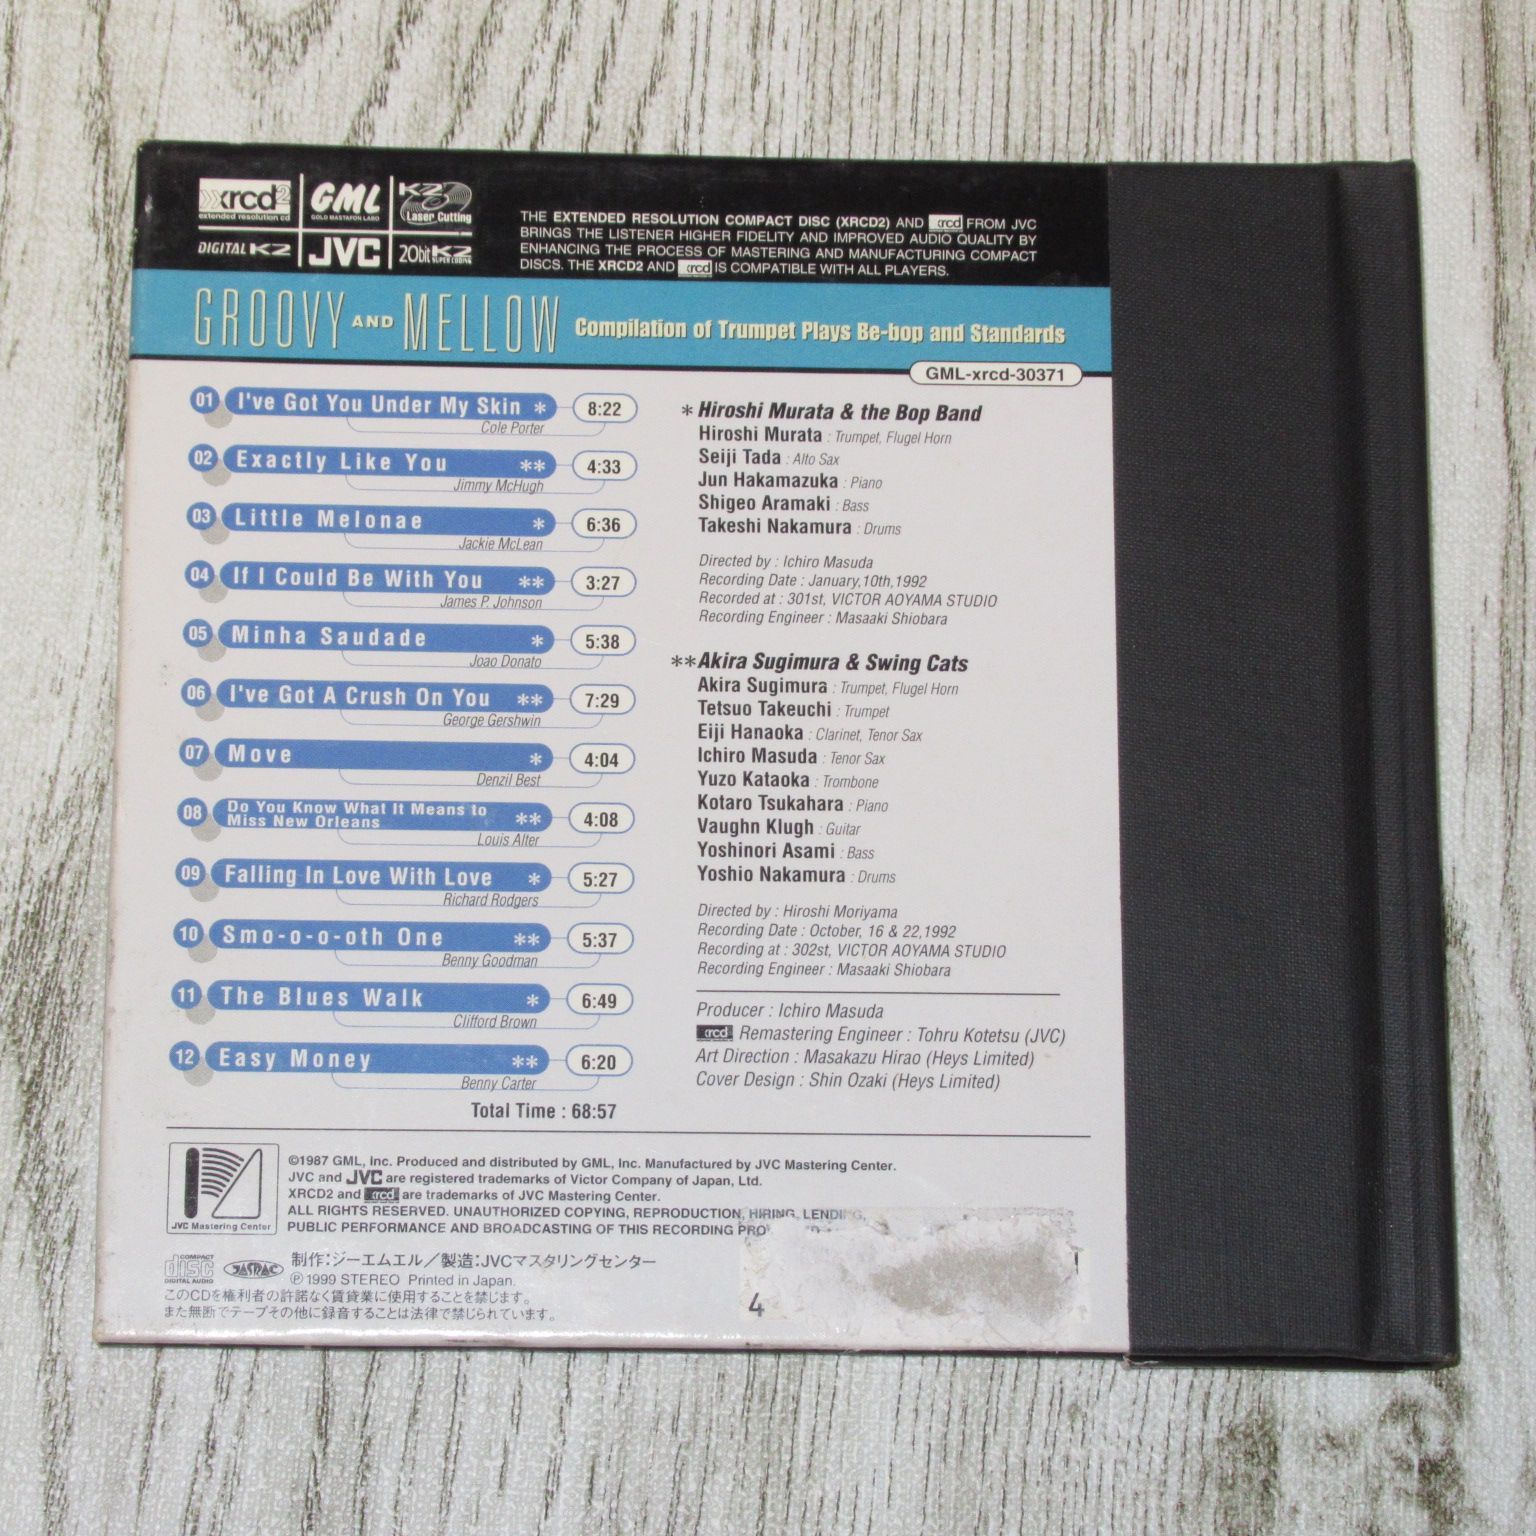 xrcd2
extended resolution cd
GML
GOLD MASTAFON LABO
K2
Laser Cutting
DIGITAL K2
JVC
20bit K2
SUPER CODING
THE EXTENDED RESOLUTION COMPACT DISC (XRCD2) AND xrcd FROM JVC
BRINGS THE LISTENER HIGHER FIDELITY AND IMPROVED AUDIO QUALITY BY
ENHANCING THE PROCESS OF MASTERING AND MANUFACTURING COMPACT
DISCS. THE XRCD2 AND xrcd IS COMPATIBLE WITH ALL PLAYERS.
GROOVY AND MELLOW Compilation of Trumpet Plays Be-bop and Standards
GML-xrcd-30371
01 I've Got You Under My Skin * 8:22
Cole Porter
02 Exactly Like You ** 4:33
Jimmy McHugh
03 Little Melonae * 6:36
Jackie McLean
04 If I Could Be With You ** 3:27
James P. Johnson
05 Minha Saudade * 5:38
Joao Donato
06 I've Got A Crush On You ** 7:29
George Gershwin
07 Move * 4:04
Denzil Best
08 Do You Know What It Means to
Miss New Orleans ** 4:08
Louis Alter
09 Falling In Love With Love * 5:27
Richard Rodgers
10 Smo-o-o-oth One ** 5:37
Benny Goodman
11 The Blues Walk * 6:49
Clifford Brown
12 Easy Money ** 6:20
Benny Carter
Total Time : 68:57
* Hiroshi Murata & the Bop Band
Hiroshi Murata : Trumpet, Flugel Horn
Seiji Tada : Alto Sax
Jun Hakamazuka : Piano
Shigeo Aramaki : Bass
Takeshi Nakamura : Drums
Directed by : Ichiro Masuda
Recording Date : January,10th,1992
Recorded at : 301st, VICTOR AOYAMA STUDIO
Recording Engineer : Masaaki Shiobara
** Akira Sugimura & Swing Cats
Akira Sugimura : Trumpet, Flugel Horn
Tetsuo Takeuchi : Trumpet
Eiji Hanaoka : Clarinet, Tenor Sax
Ichiro Masuda : Tenor Sax
Yuzo Kataoka : Trombone
Kotaro Tsukahara : Piano
Vaughn Klugh : Guitar
Yoshinori Asami : Bass
Yoshio Nakamura : Drums
Directed by : Hiroshi Moriyama
Recording Date : October, 16 & 22,1992
Recording at : 302st, VICTOR AOYAMA STUDIO
Recording Engineer : Masaaki Shiobara
Producer : Ichiro Masuda
xrcd Remastering Engineer : Tohru Kotetsu (JVC)
Art Direction : Masakazu Hirao (Heys Limited)
Cover Design : Shin Ozaki (Heys Limited)
JVC Mastering Center
©1987 GML, Inc. Produced and distributed by GML, Inc. Manufactured by JVC Mastering Center.
JVC and JVC are registered trademarks of Victor Company of Japan, Ltd.
XRCD2 and xrcd are trademarks of JVC Mastering Center.
ALL RIGHTS RESERVED. UNAUTHORIZED COPYING, REPRODUCTION, HIRING, LENDING,
PUBLIC PERFORMANCE AND BROADCASTING OF THIS RECORDING
COMPACT
disc
DIGITAL AUDIO
JASRAC
制作:ジーエムエル／製造:JVCマスタリングセンター
Ⓟ1999 STEREO Printed in Japan.
このCDを権利者の許諾なく賃貸業に使用することを禁じます。
また無断でテープその他に録音することは法律で禁じられています。
4